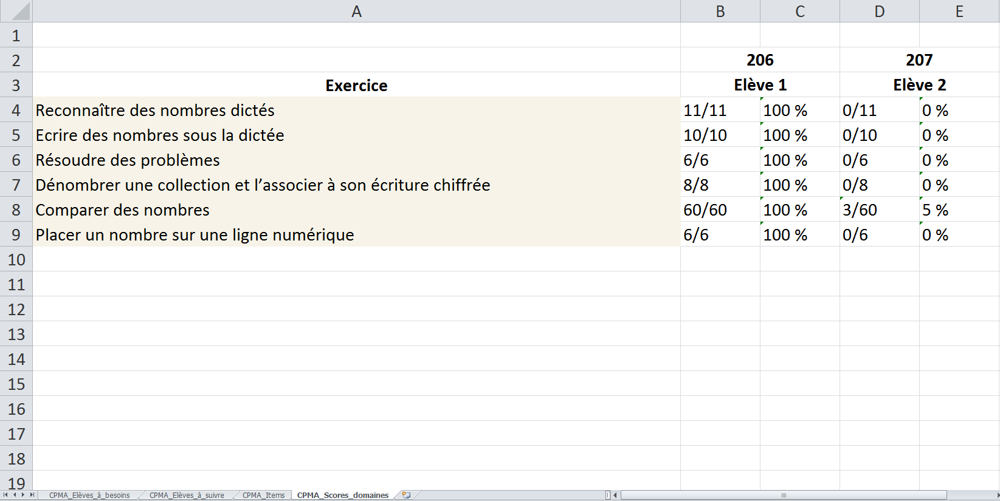 A B C D E
1
2 206 207
3 Exercice Elève 1 Elève 2
4 Reconnaître des nombres dictés 11/11 100 % 0/11 0 %
5 Ecrire des nombres sous la dictée 10/10 100 % 0/10 0 %
6 Résoudre des problèmes 6/6 100 % 0/6 0 %
7 Dénombrer une collection et l’associer à son écriture chiffrée 8/8 100 % 0/8 0 %
8 Comparer des nombres 60/60 100 % 3/60 5 %
9 Placer un nombre sur une ligne numérique 6/6 100 % 0/6 0 %
10
11
12
13
14
15
16
17
18
19
CPMA_Elèves_à_besoins CPMA_Elèves_à_suivre CPMA_Items CPMA_Scores_domaines